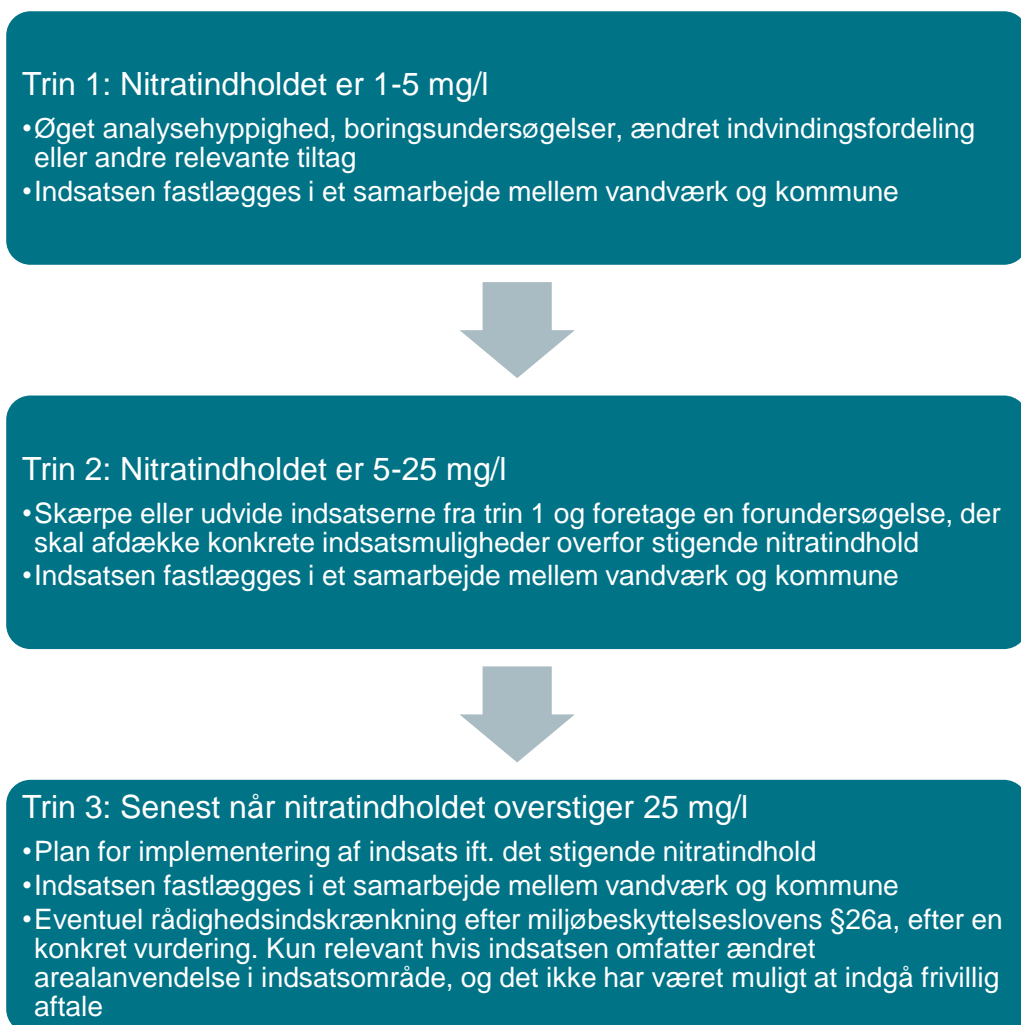 Trin 1: Nitratindholdet er 1-5 mg/l
•Øget analysehyppighed, boringsundersøgelser, ændret indvindingsfordeling
eller andre relevante tiltag
•Indsatsen fastlægges i et samarbejde mellem vandværk og kommune
Trin 2: Nitratindholdet er 5-25 mg/l
•Skærpe eller udvide indsatserne fra trin 1 og foretage en forundersøgelse, der
skal afdække konkrete indsatsmuligheder overfor stigende nitratindhold
•Indsatsen fastlægges i et samarbejde mellem vandværk og kommune
Trin 3: Senest når nitratindholdet overstiger 25 mg/l
•Plan for implementering af indsats ift. det stigende nitratindhold
•Indsatsen fastlægges i et samarbejde mellem vandværk og kommune
•Eventuel rådighedsindskrænkning efter miljøbeskyttelseslovens §26a, efter en
konkret vurdering. Kun relevant hvis indsatsen omfatter ændret
arealanvendelse i indsatsområde, og det ikke har været muligt at indgå frivillig
aftale